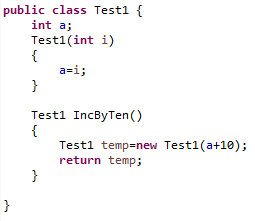 public class Test1 {
    int a;
    Test1(int i)
    {
        a=i;
    }

    Test1 IncByTen()
    {
        Test1 temp=new Test1(a+10);
        return temp;
    }

}